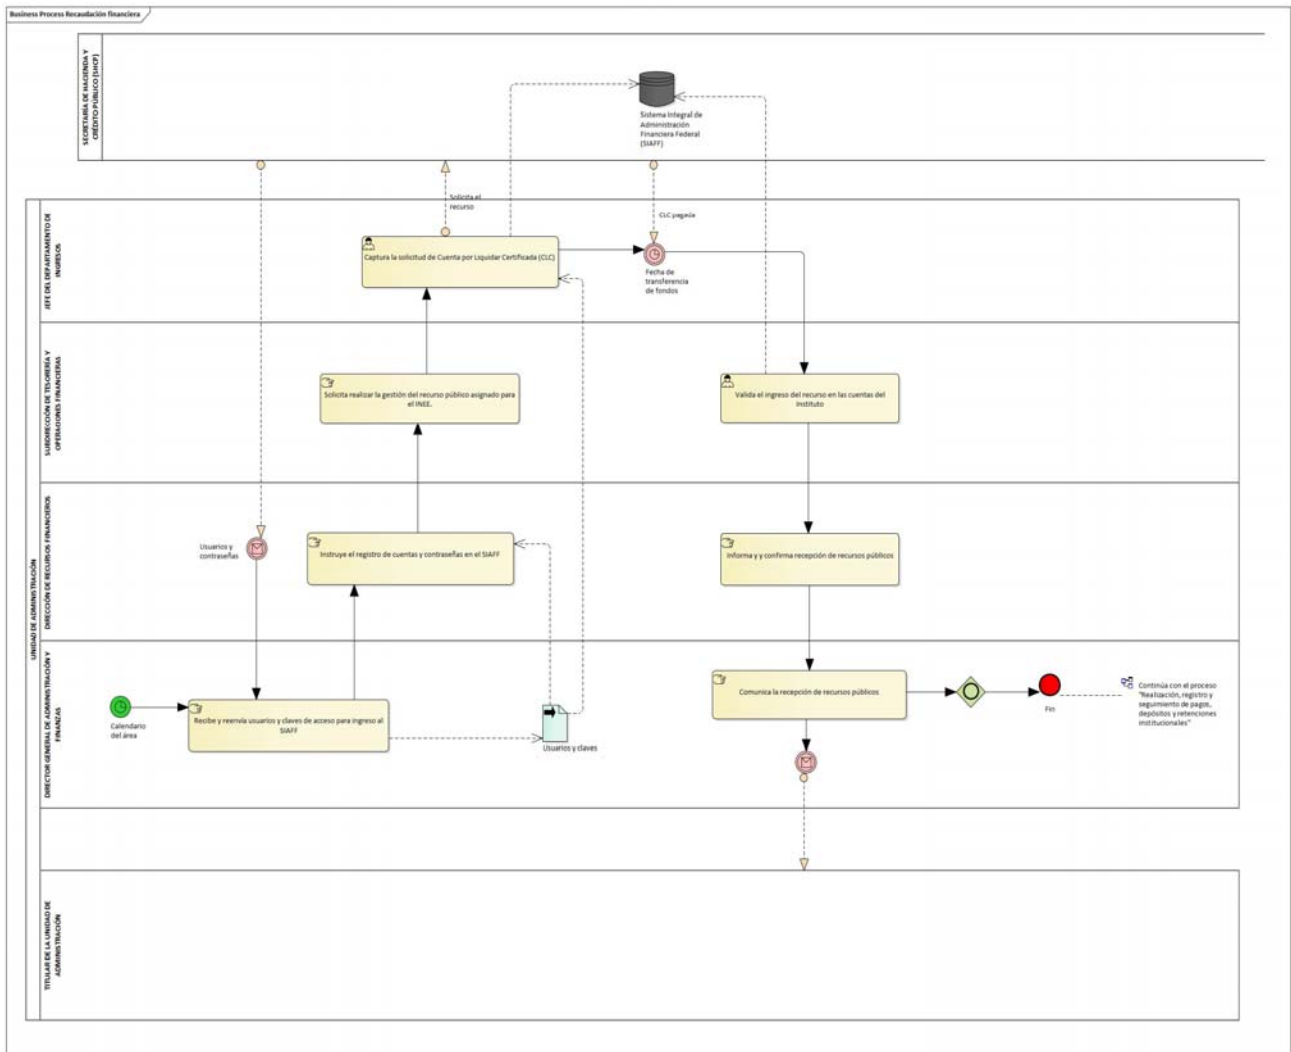 Business Process Recaudación financiera
SECRETARÍA DE HACIENDA Y
CRÉDITO PÚBLICO (SHCP)
Sistema Integral de
Administración
Financiera Federal
(SIAFF)
UNIDAD DE ADMINISTRACIÓN
JEFE DEL DEPARTAMENTO DE
INGRESOS
Solicita el
recurso
CLC pagada
Captura la solicitud de Cuenta por Liquidar Certificada (CLC)
Fecha de
transferencia
de fondos
SUBDIRECCIÓN DE TESORERÍA Y
OPERACIONES FINANCIERAS
Solicita realizar la gestión del recurso público asignado para
el INEE.
Valida el ingreso del recurso en las cuentas del
Instituto
DIRECCIÓN DE RECURSOS FINANCIEROS
Usuarios y
contraseñas
Instruye el registro de cuentas y contraseñas en el SIAFF
Informa y y confirma recepción de recursos públicos
DIRECTOR GENERAL DE ADMINISTRACIÓN Y
FINANZAS
Calendario
del área
Recibe y reenvía usuarios y claves de acceso para ingreso al
SIAFF
Usuarios y claves
Comunica la recepción de recursos públicos
Fin
Continúa con el proceso
"Realización, registro y
seguimiento de pagos,
depósitos y retenciones
institucionales"
TITULAR DE LA UNIDAD DE
ADMINISTRACIÓN